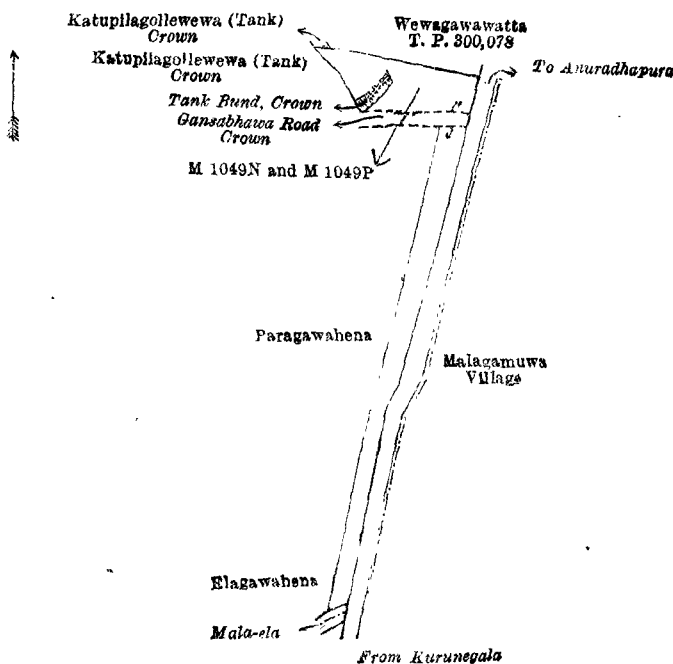 Katupilagollewewa (Tank)
Crown
Katupilagollewewa (Tank)
Crown
Tank Bund, Crown
Gansabhawa Road
Crown
M 1049N and M 1049P
Wewagawawatta
T. P. 300,078
To Anuradhapura
Paragawahena
Malagamuwa
Village
Elagawahena
Mala-ela
From Kurunegala